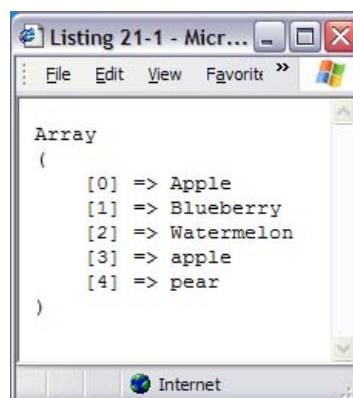 Listing 21-1 - Micr...
File Edit View Favorite »
Array
(
[0] => Apple
[1] => Blueberry
[2] => Watermelon
[3] => apple
[4] => pear
)
Internet